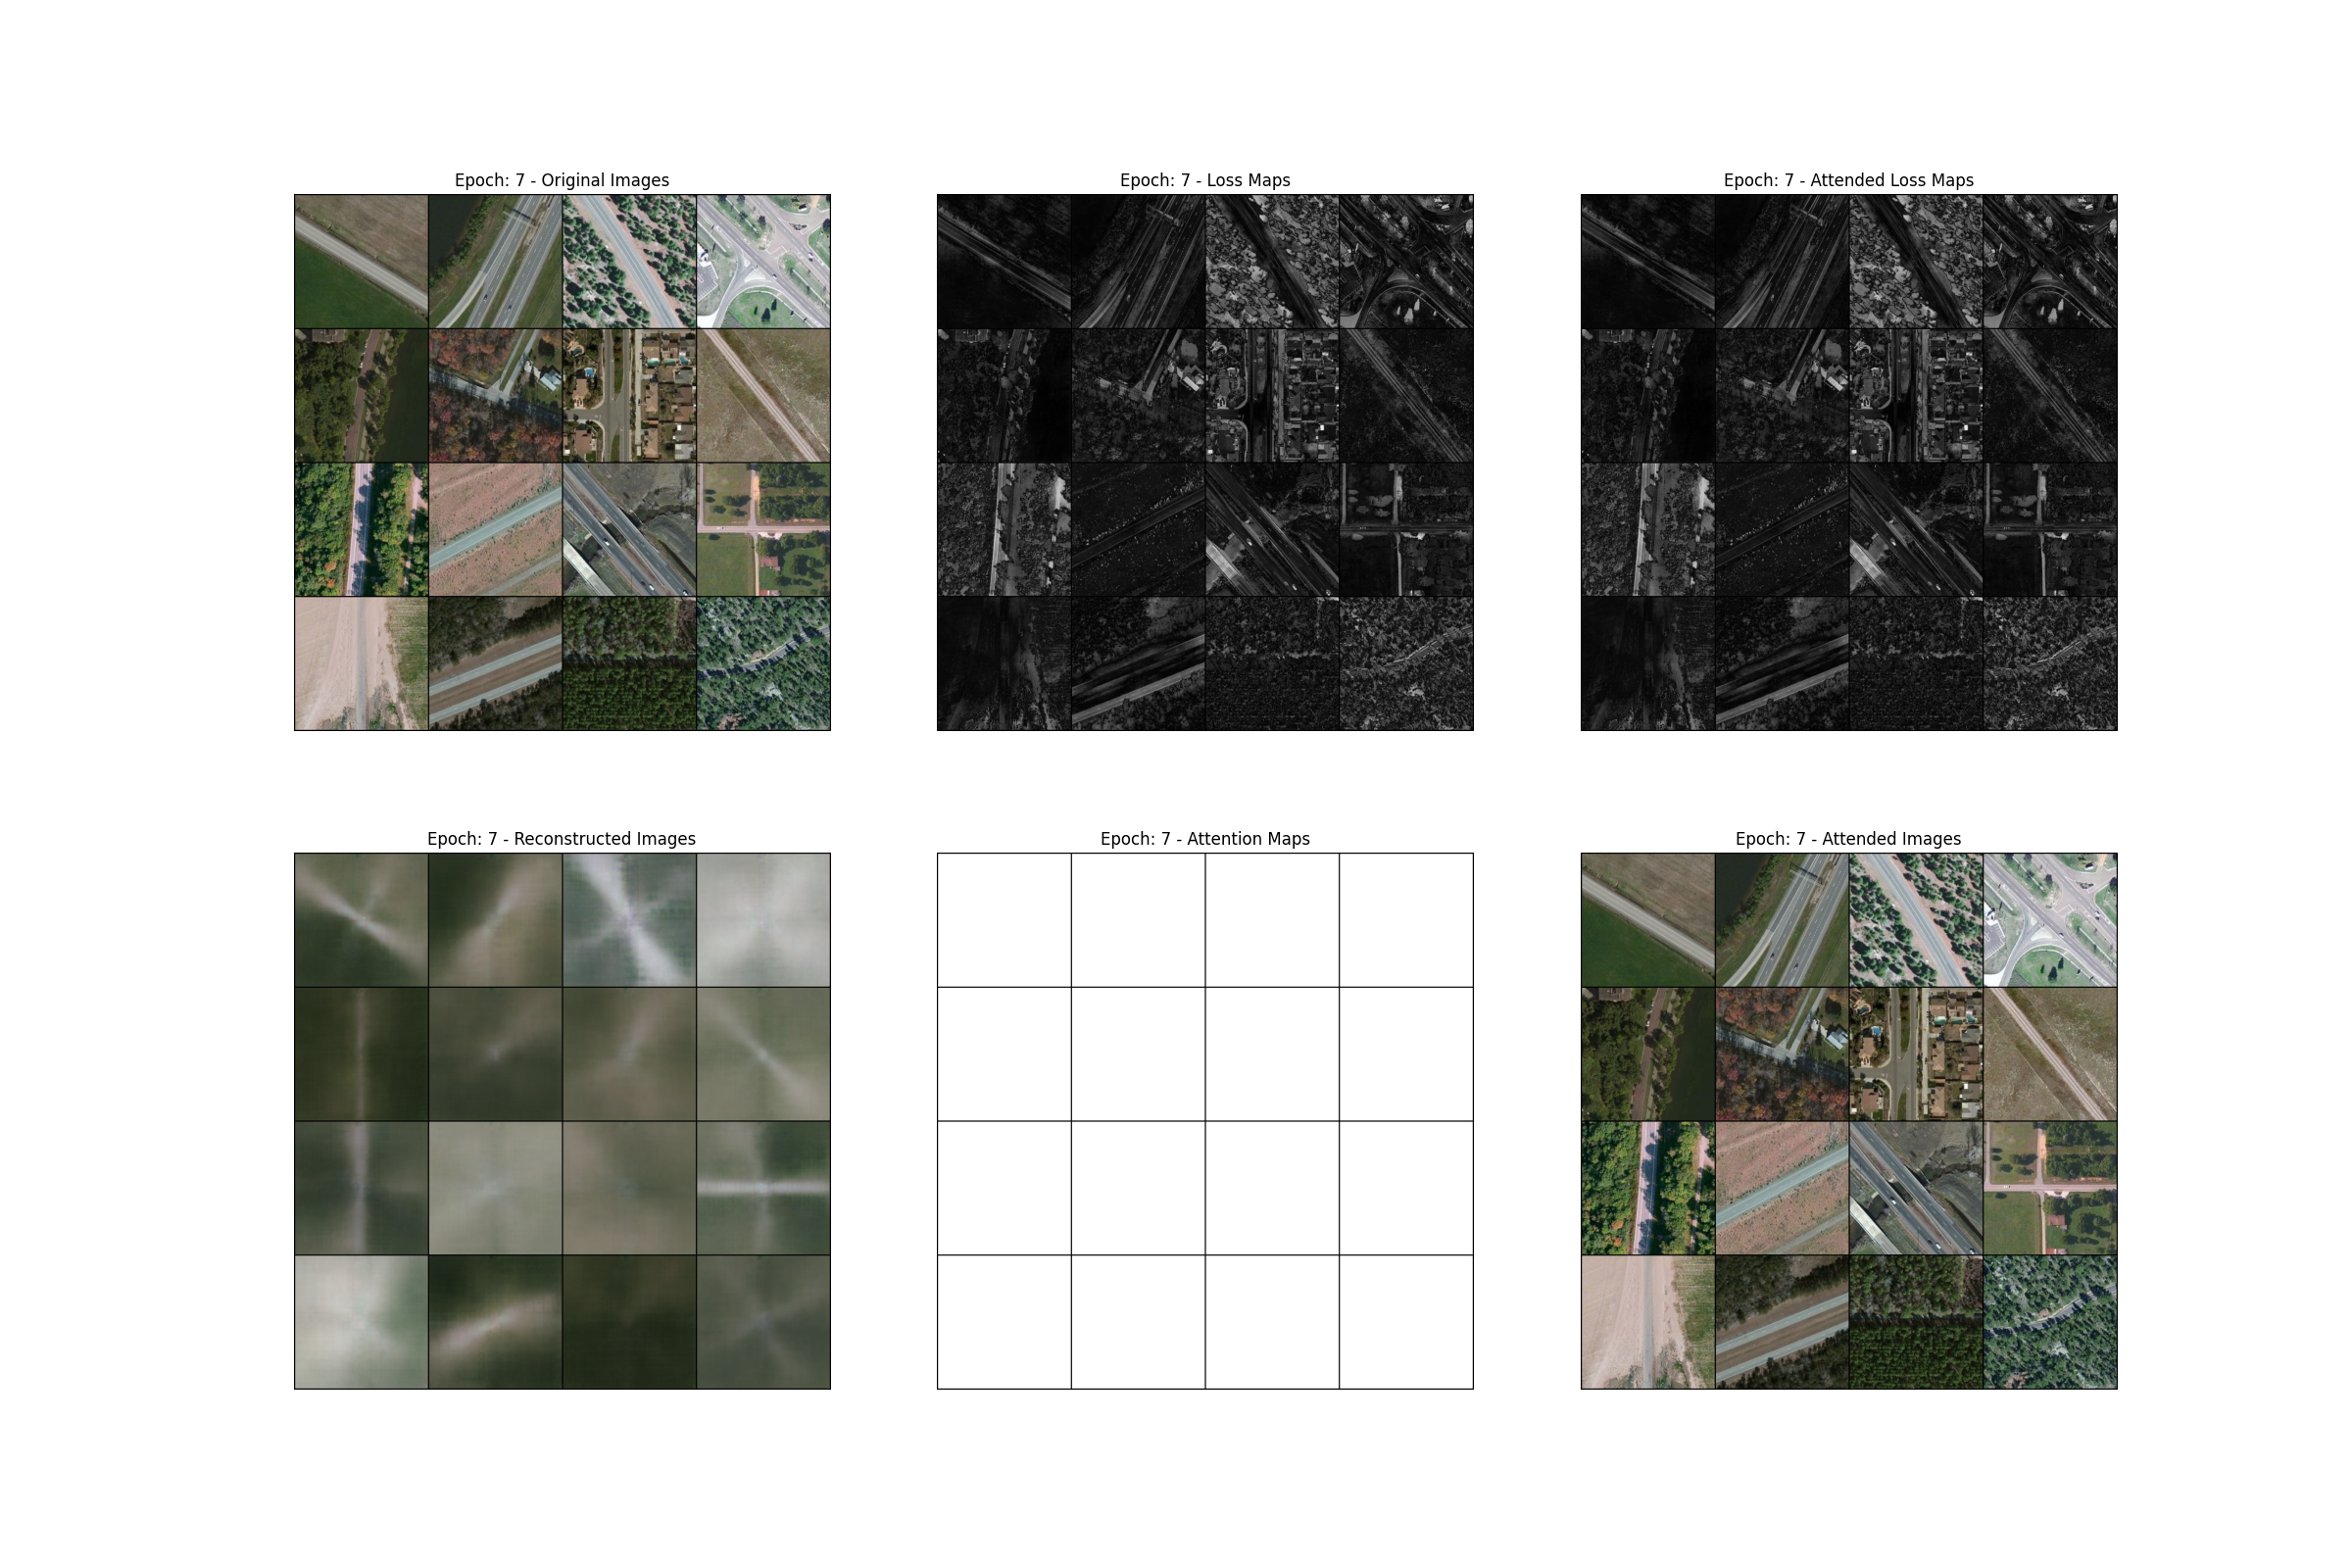 Epoch: 7 - Original Images
Epoch: 7 - Loss Maps
Epoch: 7 - Attended Loss Maps
Epoch: 7 - Reconstructed Images
Epoch: 7 - Attention Maps
Epoch: 7 - Attended Images